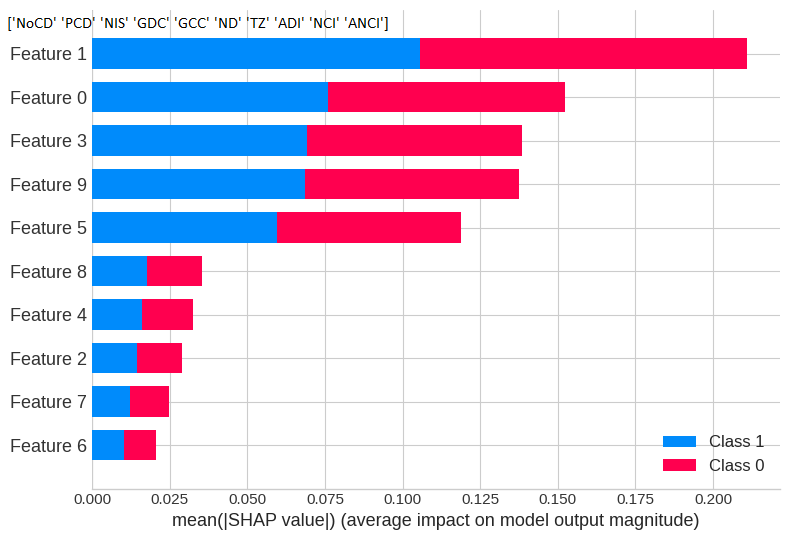 ['NoCD' 'PCD' 'NIS' 'GDC' 'GCC' 'ND' 'TZ' 'ADI' 'NCI' 'ANCI']
Feature 1
Feature 0
Feature 3
Feature 9
Feature 5
Feature 8
Feature 4
Feature 2
Feature 7
Feature 6
Class 1
Class 0
0.000 0.025 0.050 0.075 0.100 0.125 0.150 0.175 0.200
mean(|SHAP value|) (average impact on model output magnitude)